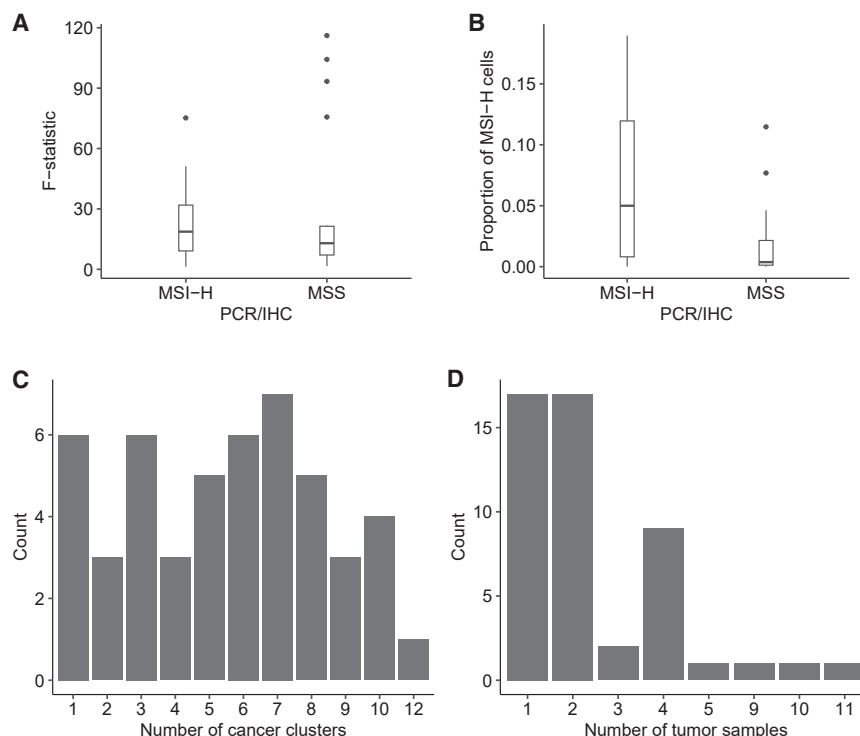 A
F−statistic
120
90
60
30
0
MSI−H MSS
PCR/IHC
B
Proportion of MSI−H cells
0.15
0.10
0.05
0.00
MSI−H MSS
PCR/IHC
C
Count
6
4
2
0
1 2 3 4 5 6 7 8 9 10 12
Number of cancer clusters
D
Count
15
10
5
0
1 2 3 4 5 9 10 11
Number of tumor samples